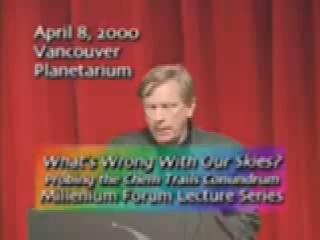 April 8, 2000
Vancouver
Planetarium
What's Wrong With Our Skies?
Probing the Chem Trails Conundrum
Millenium Forum Lecture Series